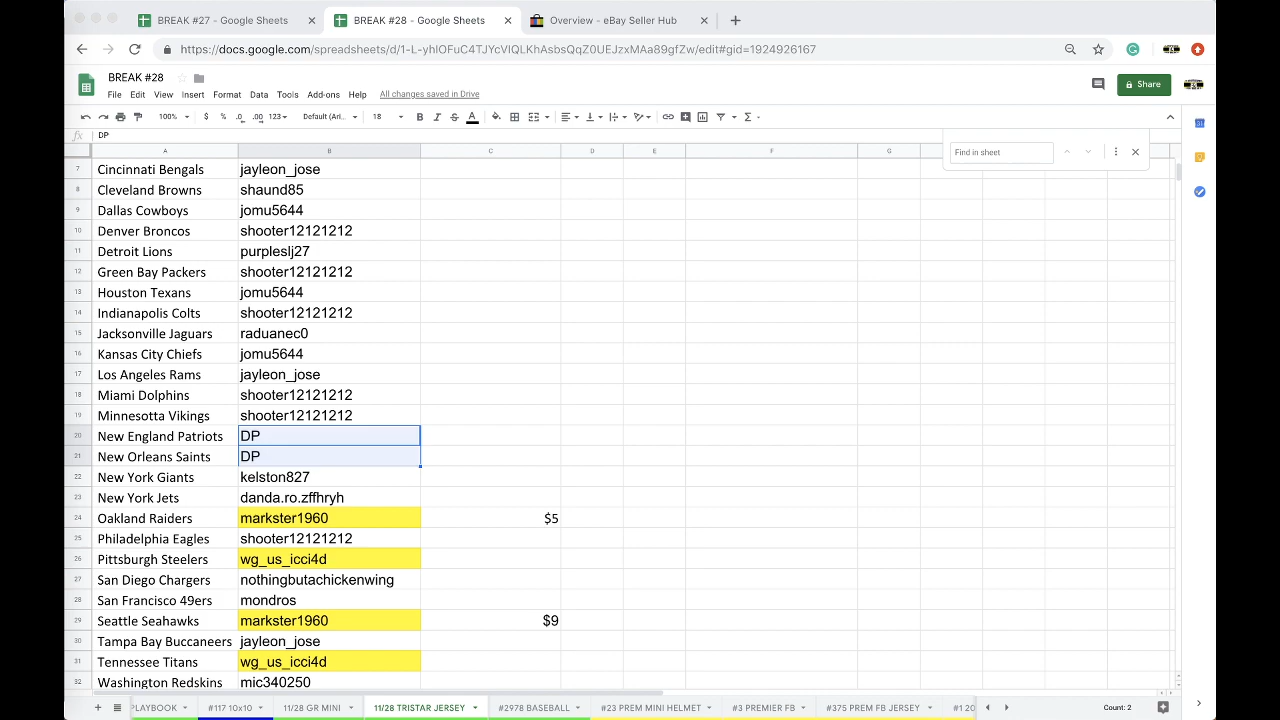 BREAK #27 - Google Sheets
BREAK #28 - Google Sheets
Overview - eBay Seller Hub
https://docs.google.com/spreadsheets/d/1-L-yhIOFuC4TJYcVIQLKhAsbsQqZ0UEJzxMAa89gfZw/edit#gid=1924926167
BREAK #28
File Edit View Insert Format Data Tools Add-ons Help All changes saved in Drive
Share
100% $ % .0 .00 123 Default (Ari... 18
fx DP
Find in sheet
A B C D E F G
7 Cincinnati Bengals jayleon_jose
8 Cleveland Browns shaund85
9 Dallas Cowboys jomu5644
10 Denver Broncos shooter12121212
11 Detroit Lions purpleslj27
12 Green Bay Packers shooter12121212
13 Houston Texans jomu5644
14 Indianapolis Colts shooter12121212
15 Jacksonville Jaguars raduanec0
16 Kansas City Chiefs jomu5644
17 Los Angeles Rams jayleon_jose
18 Miami Dolphins shooter12121212
19 Minnesotta Vikings shooter12121212
20 New England Patriots DP
21 New Orleans Saints DP
22 New York Giants kelston827
23 New York Jets danda.ro.zffhryh
24 Oakland Raiders markster1960 $5
25 Philadelphia Eagles shooter12121212
26 Pittsburgh Steelers wg_us_icci4d
27 San Diego Chargers nothingbutachickenwing
28 San Francisco 49ers mondros
29 Seattle Seahawks markster1960 $9
30 Tampa Bay Buccaneers jayleon_jose
31 Tennessee Titans wg_us_icci4d
32 Washington Redskins mic340250
PLAYBOOK #117 10x10 11/28 GR MINI 11/28 TRISTAR JERSEY #2978 BASEBALL #23 PREM MINI HELMET #3 PREMIER FB #375 PREM FB JERSEY #1 20 Count: 2